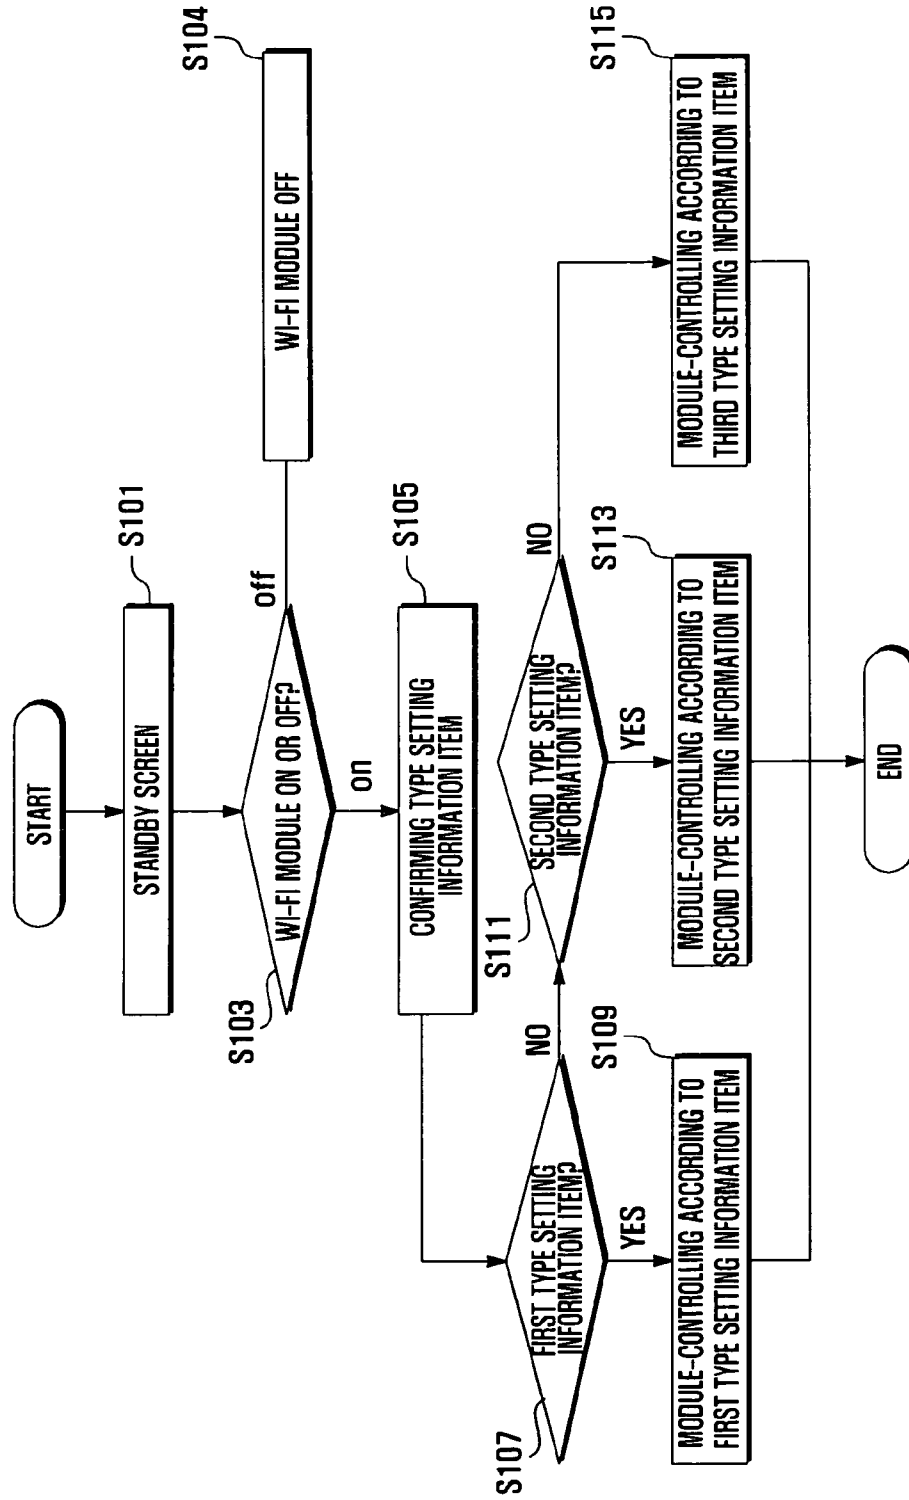 START
S101
STANDBY SCREEN
S103
WI-FI MODULE ON OR OFF?
off
S104
WI-FI MODULE OFF
on
S105
CONFIRMING TYPE SETTING
INFORMATION ITEM
S107
FIRST TYPE SETTING
INFORMATION ITEM?
NO
YES
S111
SECOND TYPE SETTING
INFORMATION ITEM?
NO
YES
S109
MODULE-CONTROLLING ACCORDING TO
FIRST TYPE SETTING INFORMATION ITEM
S113
MODULE-CONTROLLING ACCORDING TO
SECOND TYPE SETTING INFORMATION ITEM
S115
MODULE-CONTROLLING ACCORDING TO
THIRD TYPE SETTING INFORMATION ITEM
END